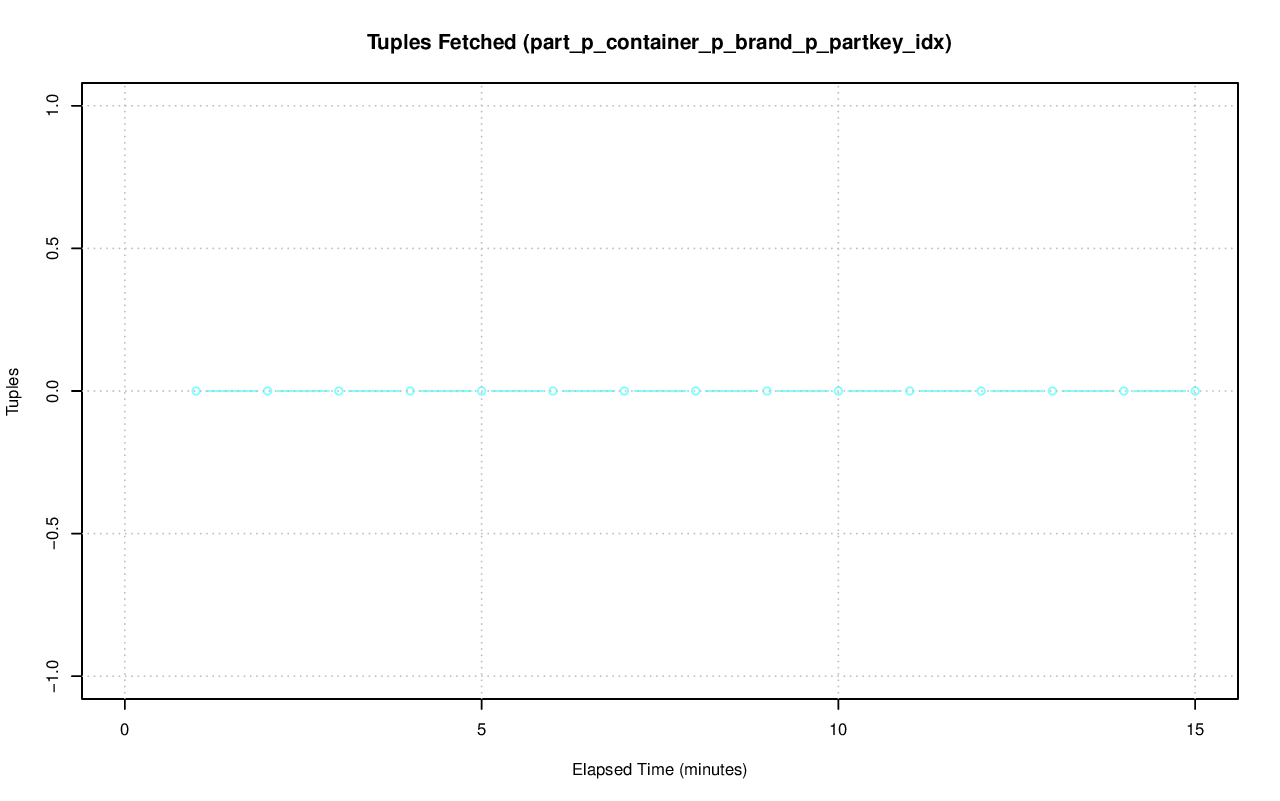 Tuples Fetched (part_p_container_p_brand_p_partkey_idx)
1.0
0.5
0.0
−0.5
−1.0
Tuples
0 5 10 15
Elapsed Time (minutes)